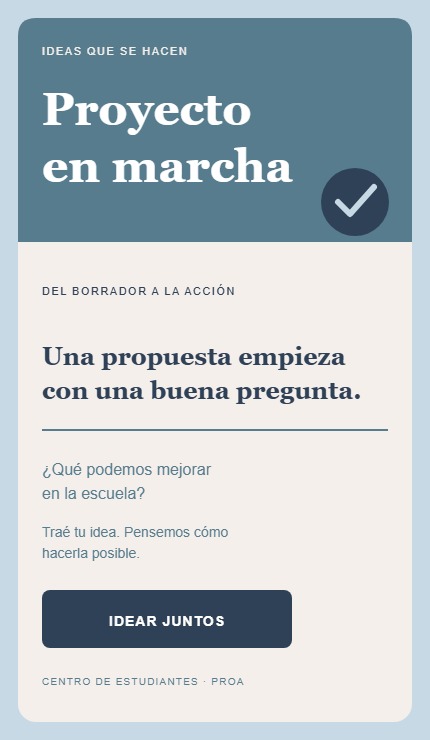 IDEAS QUE SE HACEN
Proyecto
en marcha
DEL BORRADOR A LA ACCIÓN
Una propuesta empieza
con una buena pregunta.
¿Qué podemos mejorar
en la escuela?
Traé tu idea. Pensemos cómo
hacerla posible.
IDEAR JUNTOS
CENTRO DE ESTUDIANTES · PROA